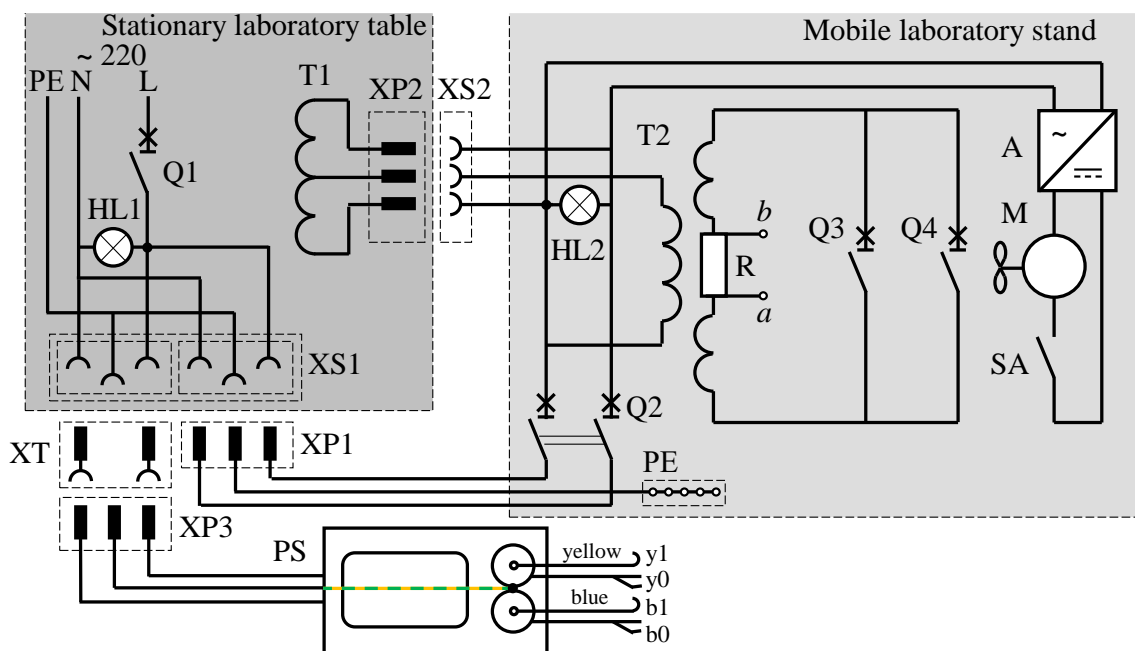 Stationary laboratory table
Mobile laboratory stand
~ 220
PE N L
T1
XP2 XS2
Q1
HL1
XS1
T2
A
M
HL2
b
R
a
Q3 Q4
SA
Q2
XT
XP1
PE
XP3
PS
yellow y1
y0
blue b1
b0